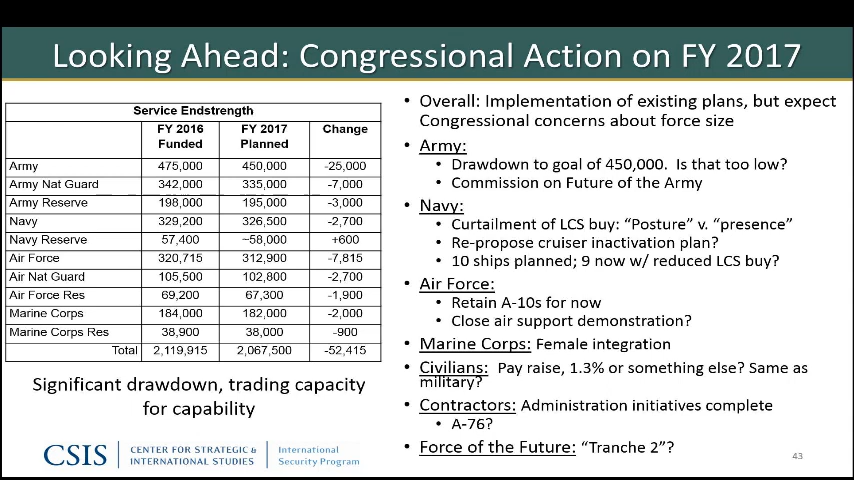 Looking Ahead: Congressional Action on FY 2017
Service Endstrength
FY 2016 Funded FY 2017 Planned Change
Army 475,000 450,000 -25,000
Army Nat Guard 342,000 335,000 -7,000
Army Reserve 198,000 195,000 -3,000
Navy 329,200 326,500 -2,700
Navy Reserve 57,400 ~58,000 +600
Air Force 320,715 312,900 -7,815
Air Nat Guard 105,500 102,800 -2,700
Air Force Res 69,200 67,300 -1,900
Marine Corps 184,000 182,000 -2,000
Marine Corps Res 38,900 38,000 -900
Total 2,119,915 2,067,500 -52,415
Significant drawdown, trading capacity
for capability
• Overall: Implementation of existing plans, but expect
Congressional concerns about force size
• Army:
• Drawdown to goal of 450,000. Is that too low?
• Commission on Future of the Army
• Navy:
• Curtailment of LCS buy: “Posture” v. “presence”
• Re-propose cruiser inactivation plan?
• 10 ships planned; 9 now w/ reduced LCS buy?
• Air Force:
• Retain A-10s for now
• Close air support demonstration?
• Marine Corps: Female integration
• Civilians: Pay raise, 1.3% or something else? Same as
military?
• Contractors: Administration initiatives complete
• A-76?
• Force of the Future: “Tranche 2”?
CSIS
CENTER FOR STRATEGIC &
INTERNATIONAL STUDIES
International
Security Program
43